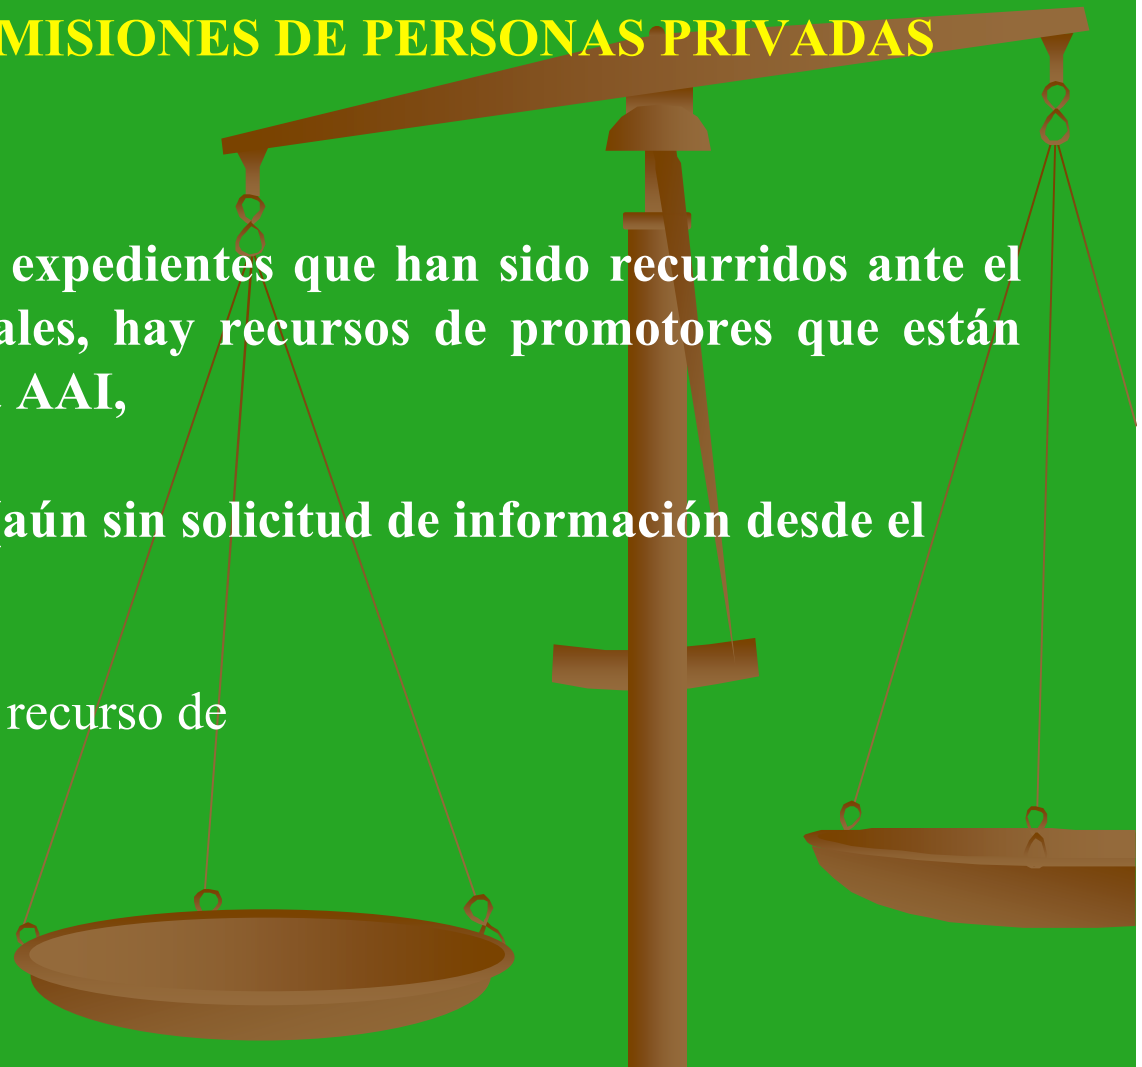 MISIONES DE PERSONAS PRIVADAS
expedientes que han sido recurridos ante el
ales, hay recursos de promotores que están
AAI,
(aún sin solicitud de información desde el
recurso de